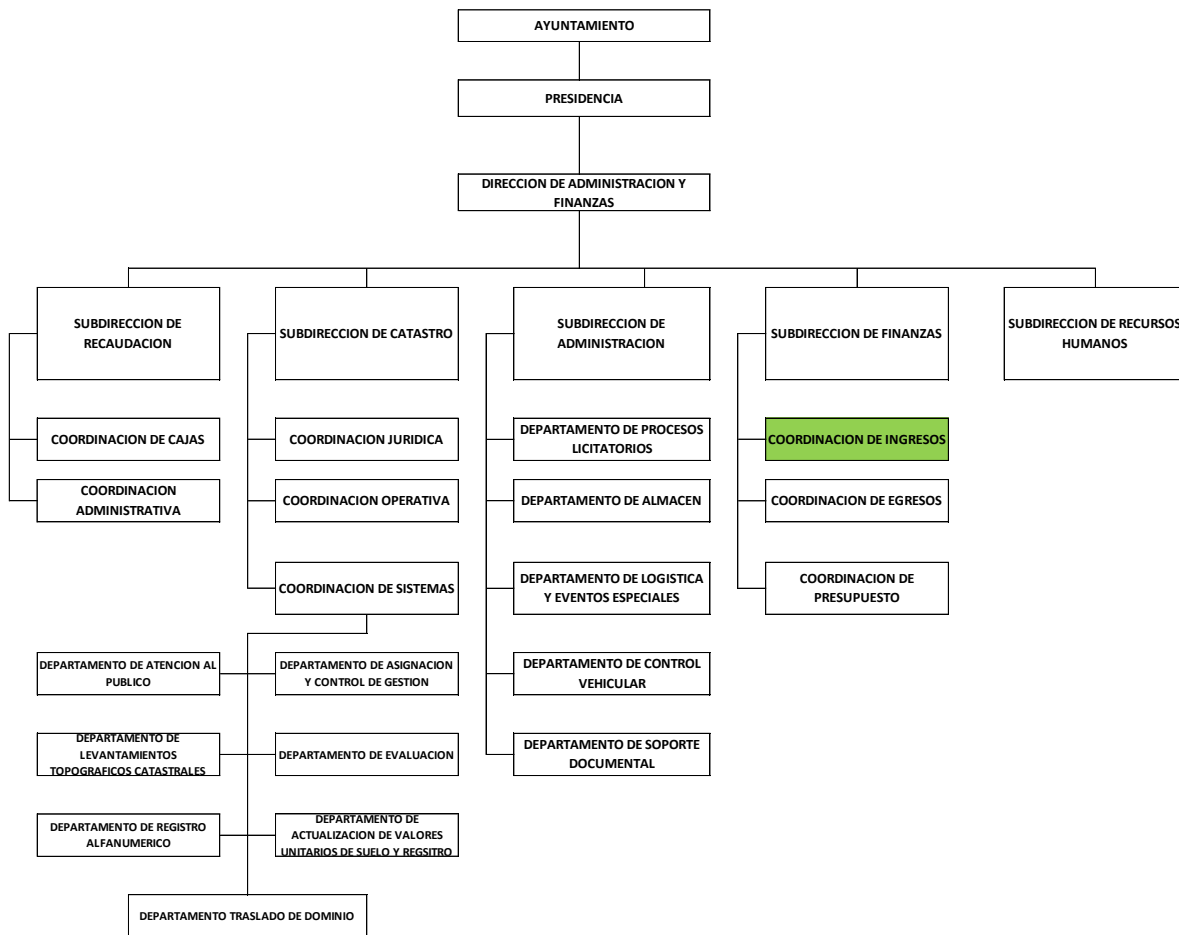 AYUNTAMIENTO
PRESIDENCIA
DIRECCION DE ADMINISTRACION Y
FINANZAS
SUBDIRECCION DE
RECAUDACION
SUBDIRECCION DE CATASTRO
SUBDIRECCION DE
ADMINISTRACION
SUBDIRECCION DE FINANZAS
SUBDIRECCION DE RECURSOS
HUMANOS
COORDINACION DE CAJAS
COORDINACION JURIDICA
DEPARTAMENTO DE PROCESOS
LICITATORIOS
COORDINACION DE INGRESOS
COORDINACION
ADMINISTRATIVA
COORDINACION OPERATIVA
DEPARTAMENTO DE ALMACEN
COORDINACION DE EGRESOS
COORDINACION DE SISTEMAS
DEPARTAMENTO DE LOGISTICA
Y EVENTOS ESPECIALES
COORDINACION DE
PRESUPUESTO
DEPARTAMENTO DE ATENCION AL
PUBLICO
DEPARTAMENTO DE ASIGNACION
Y CONTROL DE GESTION
DEPARTAMENTO DE CONTROL
VEHICULAR
DEPARTAMENTO DE
LEVANTAMIENTOS
TOPOGRAFICOS CATASTRALES
DEPARTAMENTO DE EVALUACION
DEPARTAMENTO DE SOPORTE
DOCUMENTAL
DEPARTAMENTO DE REGISTRO
ALFANUMERICO
DEPARTAMENTO DE
ACTUALIZACION DE VALORES
UNITARIOS DE SUELO Y REGSITRO
DEPARTAMENTO TRASLADO DE DOMINIO